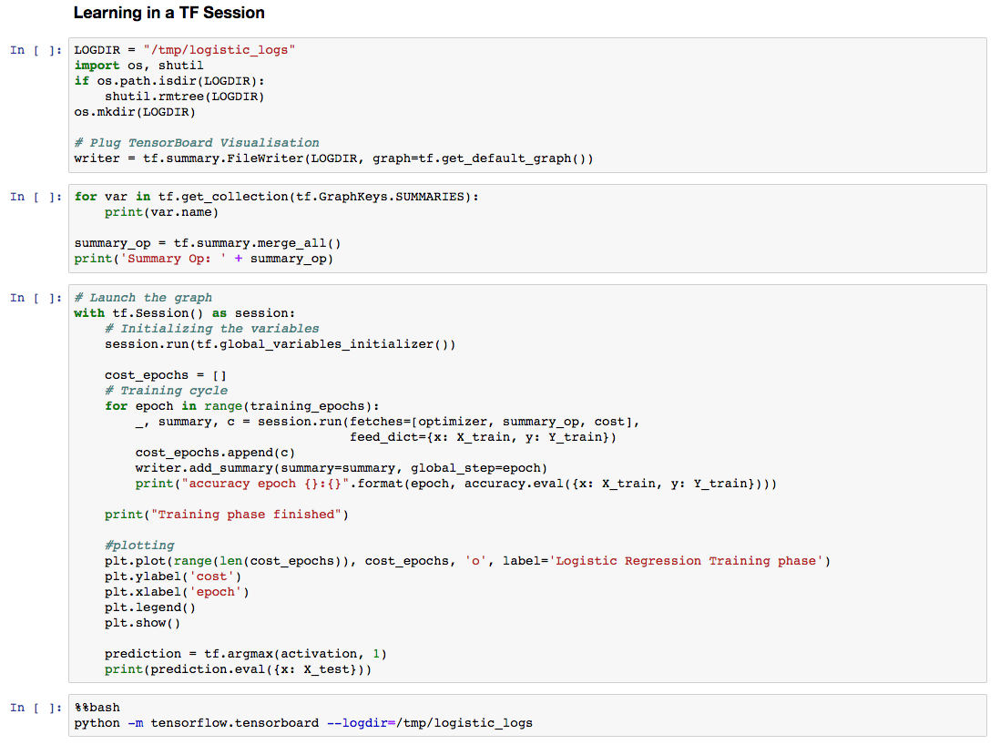 Learning in a TF Session
In [ ]: LOGDIR = "/tmp/logistic_logs"
import os, shutil
if os.path.isdir(LOGDIR):
    shutil.rmtree(LOGDIR)
os.mkdir(LOGDIR)

# Plug TensorBoard Visualisation
writer = tf.summary.FileWriter(LOGDIR, graph=tf.get_default_graph())
In [ ]: for var in tf.get_collection(tf.GraphKeys.SUMMARIES):
    print(var.name)

summary_op = tf.summary.merge_all()
print('Summary Op: ' + summary_op)
In [ ]: # Launch the graph
with tf.Session() as session:
    # Initializing the variables
    session.run(tf.global_variables_initializer())

    cost_epochs = []
    # Training cycle
    for epoch in range(training_epochs):
        _, summary, c = session.run(fetches=[optimizer, summary_op, cost],
                                    feed_dict={x: X_train, y: Y_train})
        cost_epochs.append(c)
        writer.add_summary(summary=summary, global_step=epoch)
        print("accuracy epoch {}:{}".format(epoch, accuracy.eval({x: X_train, y: Y_train})))

    print("Training phase finished")

    #plotting
    plt.plot(range(len(cost_epochs)), cost_epochs, 'o', label='Logistic Regression Training phase')
    plt.ylabel('cost')
    plt.xlabel('epoch')
    plt.legend()
    plt.show()

    prediction = tf.argmax(activation, 1)
    print(prediction.eval({x: X_test}))
In [ ]: %%bash
python -m tensorflow.tensorboard --logdir=/tmp/logistic_logs